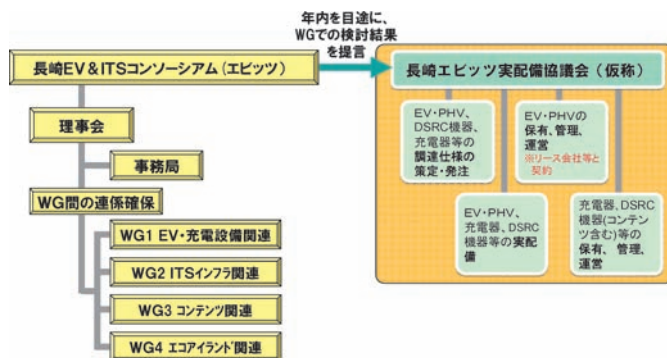 年内を目途に、
WGでの検討結果
を提言
長崎EV&ITSコンソーシアム(エビッツ)
理事会
事務局
WG間の連係確保
WG1 EV・充電設備関連
WG2 ITSインフラ関連
WG3 コンテンツ関連
WG4 エコアイランド関連
長崎エビッツ実配備協議会(仮称)
EV・PHV、
DSRC機器、
充電器等の
調達仕様の
策定・発注
EV・PHVの
保有、管理、
運営
※リース会社等と
契約
EV・PHV、
充電器、DSRC
機器等の実配
備
充電器、DSRC
機器(コンテン
ツ含む)等の
保有、管理、
運営